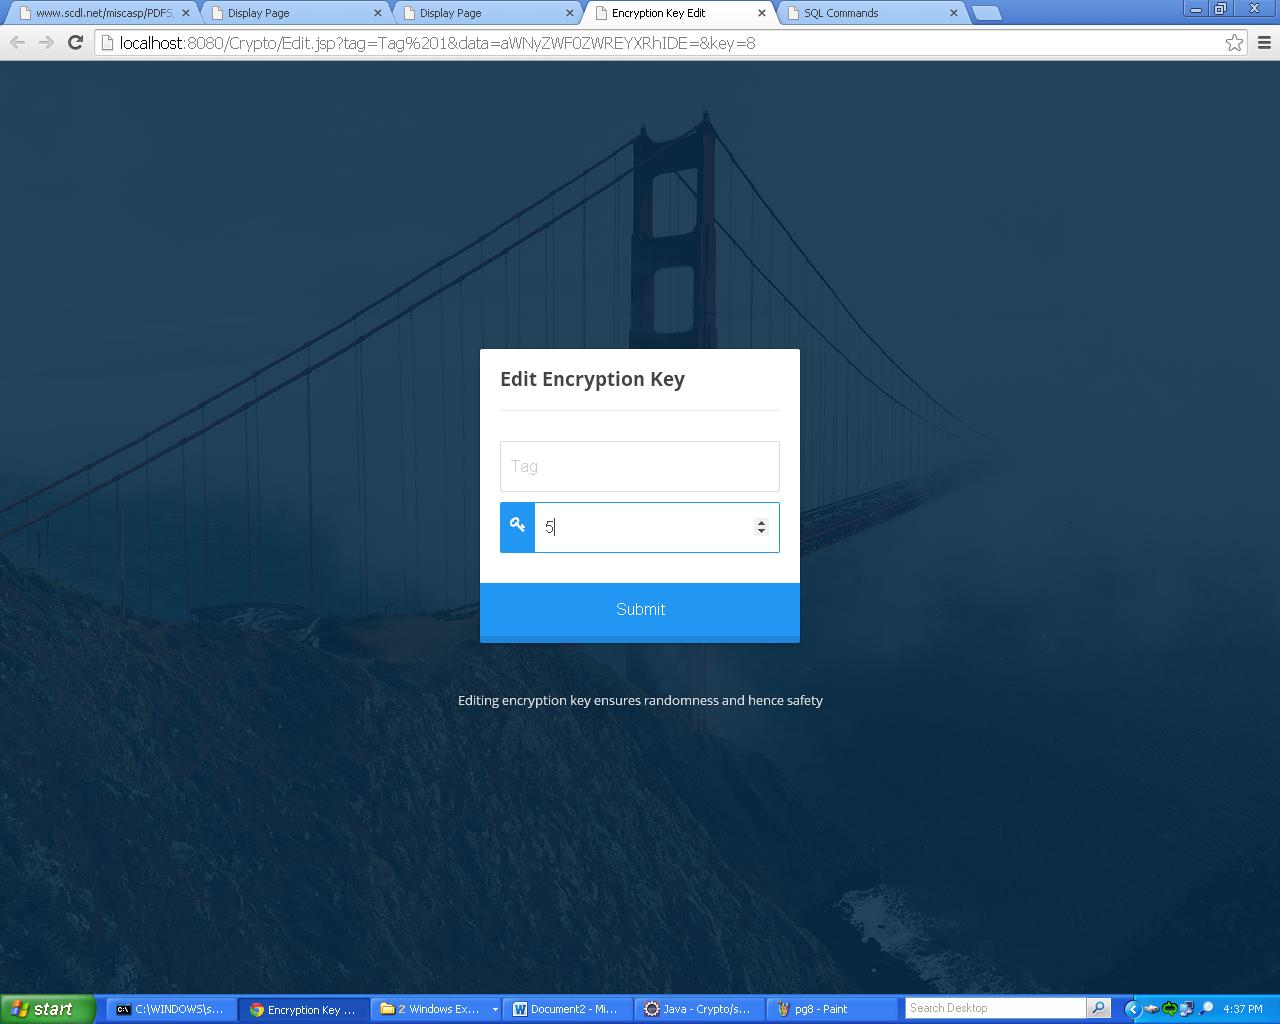 www.scdl.net/miscasp/PDFS,
Display Page
Display Page
Encryption Key Edit
SQL Commands
localhost:8080/Crypto/Edit.jsp?tag=Tag%201&data=aWNyZWF0ZWREYXRhIDE=&key=8
Edit Encryption Key
Tag
5
Submit
Editing encryption key ensures randomness and hence safety
start
C:\WINDOWS\s...
Encryption Key ...
2 Windows Ex...
Document2 - Mi...
Java - Crypto/s...
pg8 - Paint
Search Desktop
4:37 PM